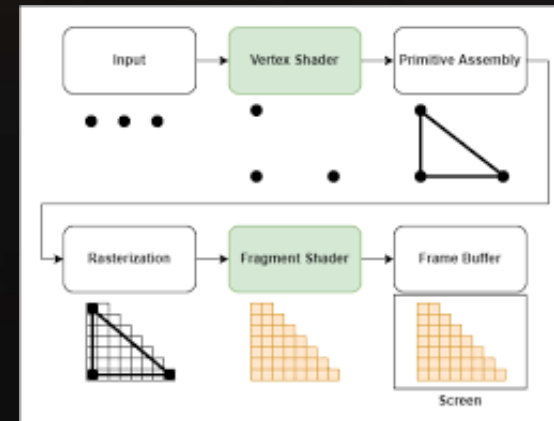 Input
Vertex Shader
Primitive Assembly
Rasterization
Fragment Shader
Frame Buffer
Screen